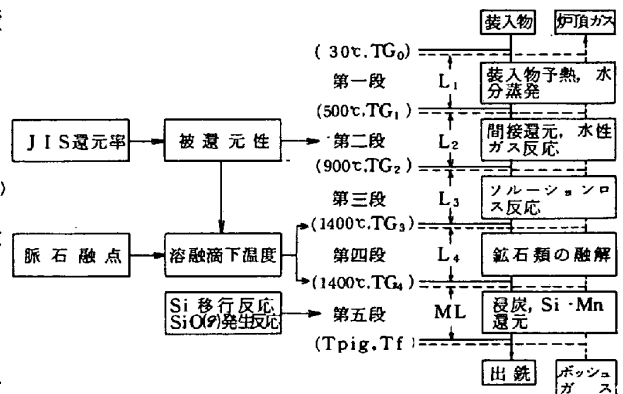 装入物 炉頂ガス
(30℃.TG0)
第一段 L1 装入物予熱，水
分蒸発
(500℃.TG1)
JIS還元率 被還元性 第二段 L2 間接還元，水性
ガス反応
(900℃.TG2)
第三段 L3 ソルーションロ
ス反応
(1400℃.TG3)
脈石融点 溶融滴下温度 第四段 L4 鉱石類の融解
(1400℃.TG4)
Si移行反応
SiO(g)発生反応
第五段 ML 浸炭，Si・Mn
還元
(Tpig.Tf)
出銑 ボッシュ
ガス